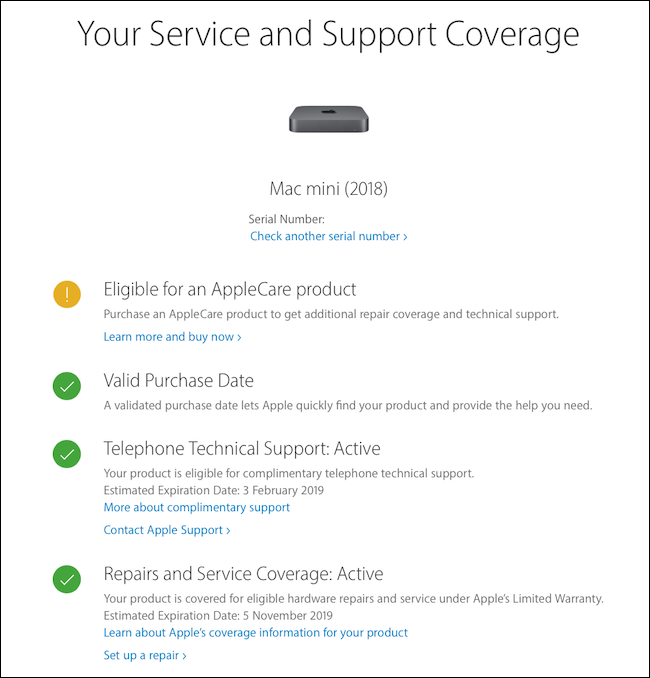 Your Service and Support Coverage
Mac mini (2018)
Serial Number:
Check another serial number ›
!
Eligible for an AppleCare product
Purchase an AppleCare product to get additional repair coverage and technical support.
Learn more and buy now ›
Valid Purchase Date
A validated purchase date lets Apple quickly find your product and provide the help you need.
Telephone Technical Support: Active
Your product is eligible for complimentary telephone technical support.
Estimated Expiration Date: 3 February 2019
More about complimentary support
Contact Apple Support ›
Repairs and Service Coverage: Active
Your product is covered for eligible hardware repairs and service under Apple’s Limited Warranty.
Estimated Expiration Date: 5 November 2019
Learn about Apple’s coverage information for your product
Set up a repair ›